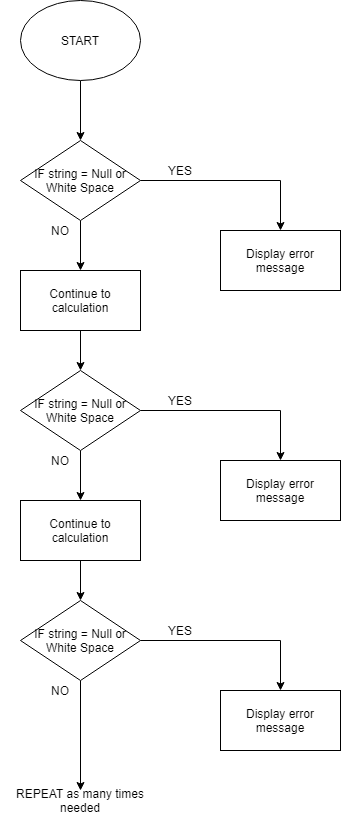 START
IF string = Null or
White Space
YES
NO
Display error
message
Continue to
calculation
IF string = Null or
White Space
YES
NO
Display error
message
Continue to
calculation
IF string = Null or
White Space
YES
NO
Display error
message
REPEAT as many times
needed